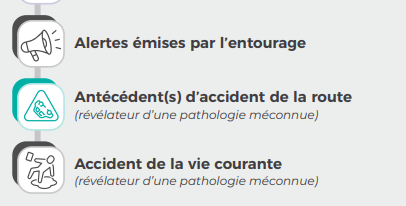 Alertes émises par l’entourage
Antécédent(s) d’accident de la route
(révélateur d’une pathologie méconnue)
Accident de la vie courante
(révélateur d’une pathologie méconnue)